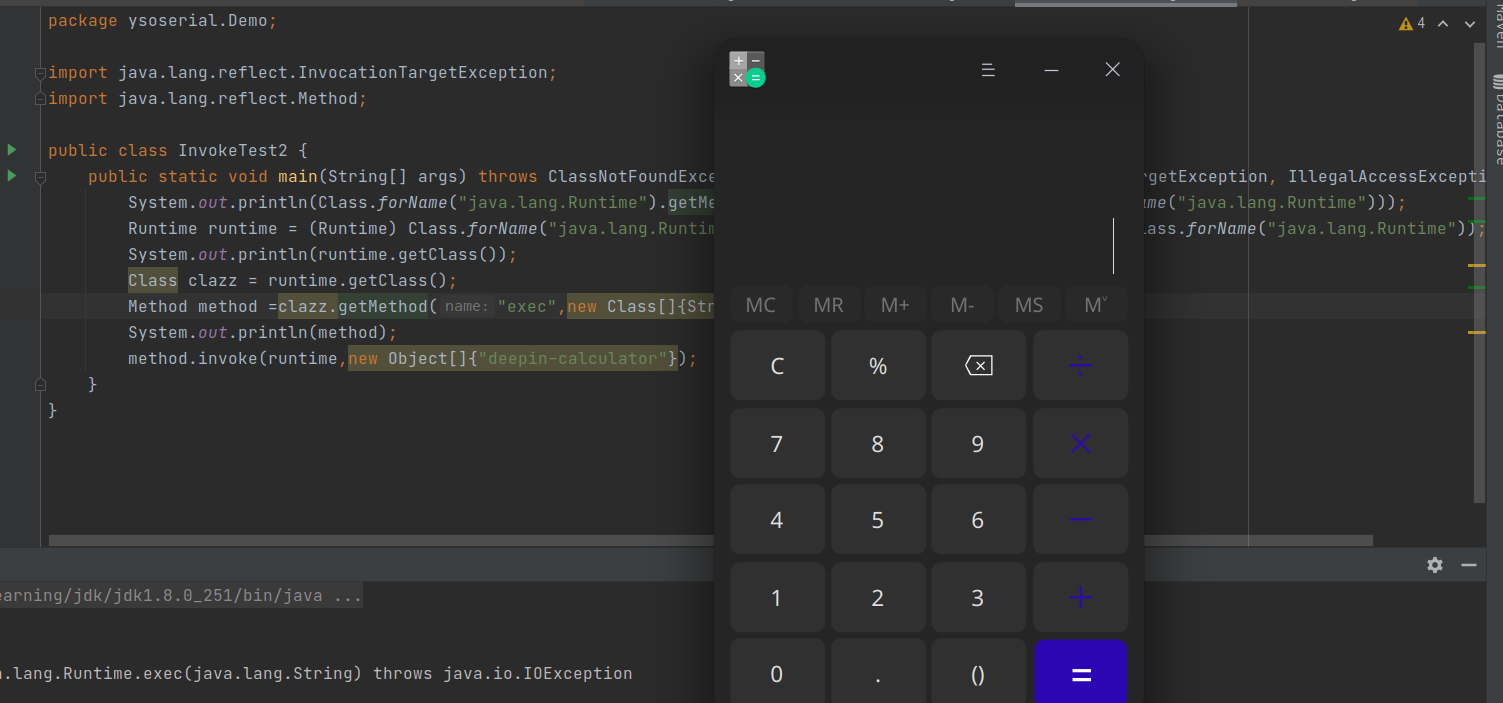 package ysoserial.Demo;
4
import java.lang.reflect.InvocationTargetException;
import java.lang.reflect.Method;
public class InvokeTest2 {
public static void main(String[] args) throws ClassNotFoundExce
rgetException, IllegalAccessExcepti
System.out.println(Class.forName("java.lang.Runtime").getMe
me("java.lang.Runtime")));
Runtime runtime = (Runtime) Class.forName("java.lang.Runtim
lass.forName("java.lang.Runtime"));
System.out.println(runtime.getClass());
Class clazz = runtime.getClass();
Method method =clazz.getMethod( name: "exec",new Class[]{Str
System.out.println(method);
method.invoke(runtime,new Object[]{"deepin-calculator"});
}
}
Maven
Database
MC MR M+ M- MS M˅
C % ÷
7 8 9 ×
4 5 6 −
1 2 3 +
0 . () =
earning/jdk/jdk1.8.0_251/bin/java ...
a.lang.Runtime.exec(java.lang.String) throws java.io.IOException